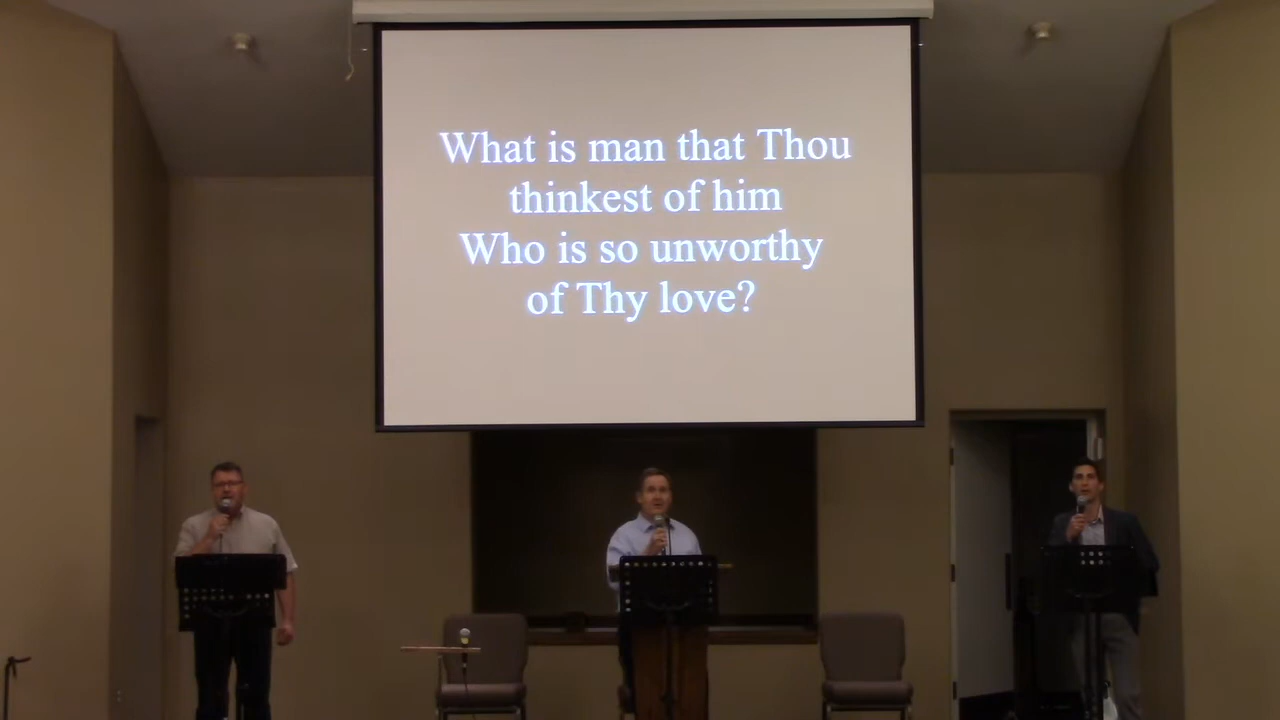 What is man that Thou
thinkest of him
Who is so unworthy
of Thy love?